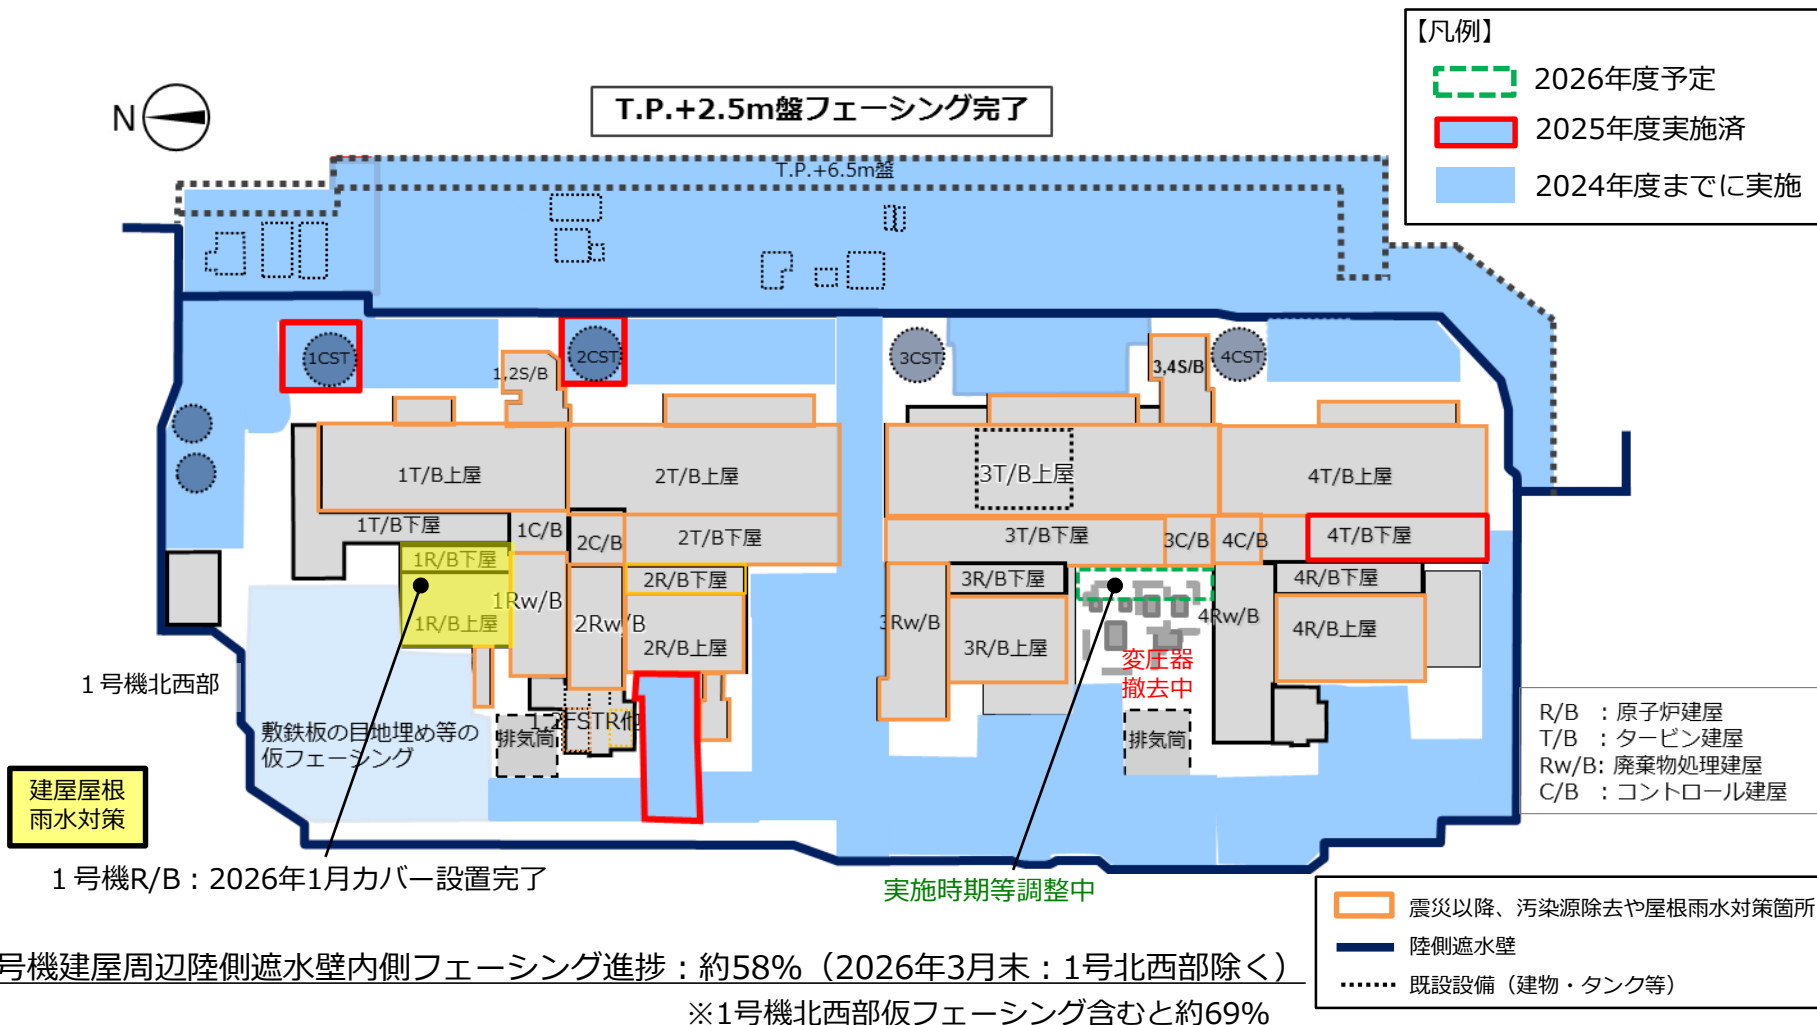 【凡例】
2026年度予定
2025年度実施済
2024年度までに実施
N
T.P.+2.5m盤フェーシング完了
T.P.+6.5m盤
1CST
1,2S/B
2CST
3CST
3,4S/B
4CST
1T/B上屋
2T/B上屋
3T/B上屋
4T/B上屋
1T/B下屋
1C/B
2C/B
2T/B下屋
3T/B下屋
3C/B
4C/B
4T/B下屋
1R/B下屋
1R/B上屋
1Rw/B
2Rw/B
2R/B下屋
2R/B上屋
3Rw/B
3R/B下屋
3R/B上屋
4Rw/B
4R/B下屋
4R/B上屋
変圧器
撤去中
1号機北西部
敷鉄板の目地埋め等の
仮フェーシング
排気筒
1,2FSTR他
排気筒
R/B :原子炉建屋
T/B :タービン建屋
Rw/B:廃棄物処理建屋
C/B :コントロール建屋
建屋屋根
雨水対策
1号機R/B:2026年1月カバー設置完了
実施時期等調整中
震災以降、汚染源除去や屋根雨水対策箇所
陸側遮水壁
既設設備(建物・タンク等)
号機建屋周辺陸側遮水壁内側フェーシング進捗:約58%(2026年3月末:1号北西部除く)
※1号機北西部仮フェーシング含むと約69%